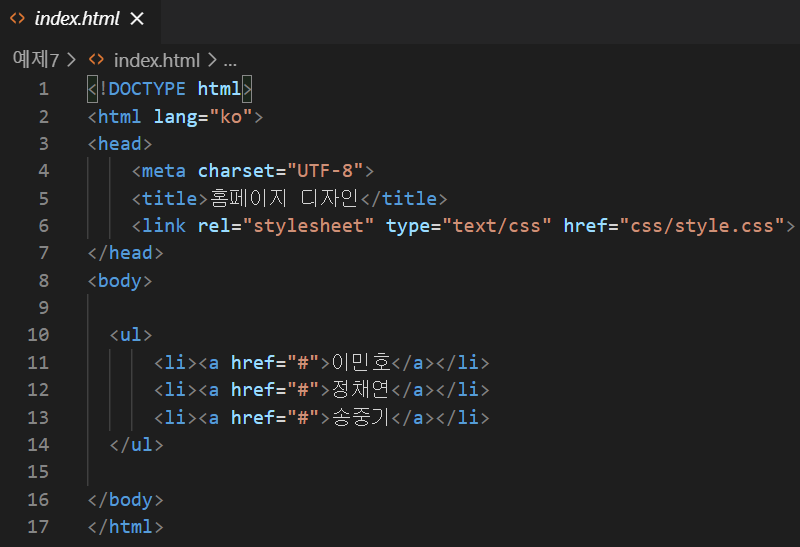 index.html
예제7 > index.html > ...
1 <!DOCTYPE html>
2 <html lang="ko">
3 <head>
4 <meta charset="UTF-8">
5 <title>홈페이지 디자인</title>
6 <link rel="stylesheet" type="text/css" href="css/style.css">
7 </head>
8 <body>
9
10 <ul>
11 <li><a href="#">이민호</a></li>
12 <li><a href="#">정채연</a></li>
13 <li><a href="#">송중기</a></li>
14 </ul>
15
16 </body>
17 </html>